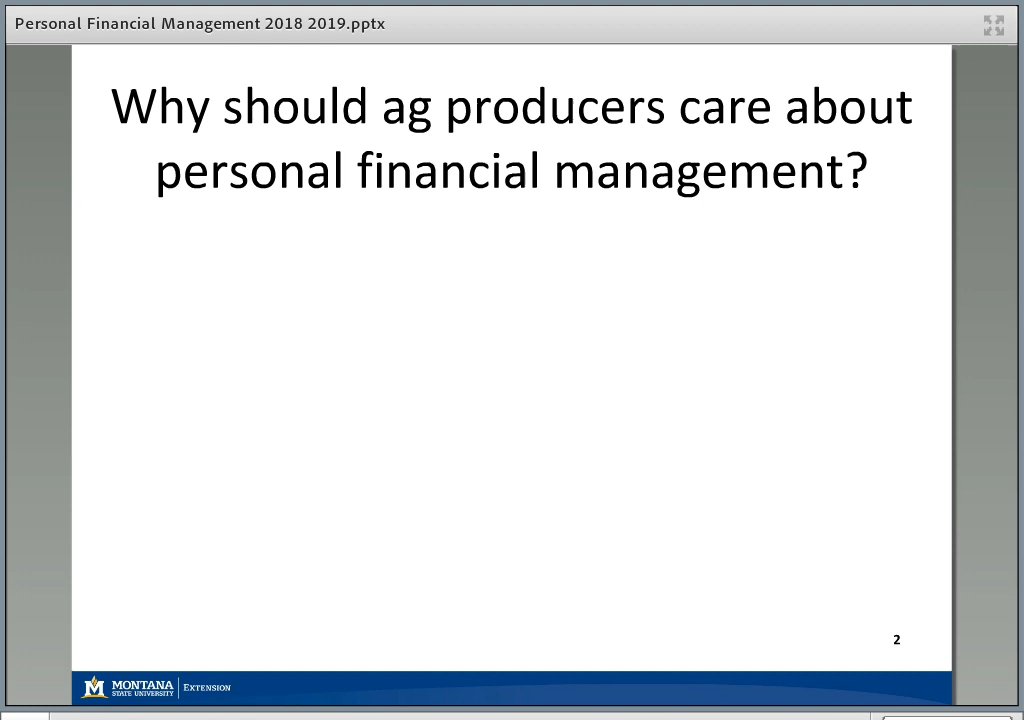 Personal Financial Management 2018 2019.pptx
Why should ag producers care about
personal financial management?
2
MONTANA
STATE UNIVERSITY
EXTENSION